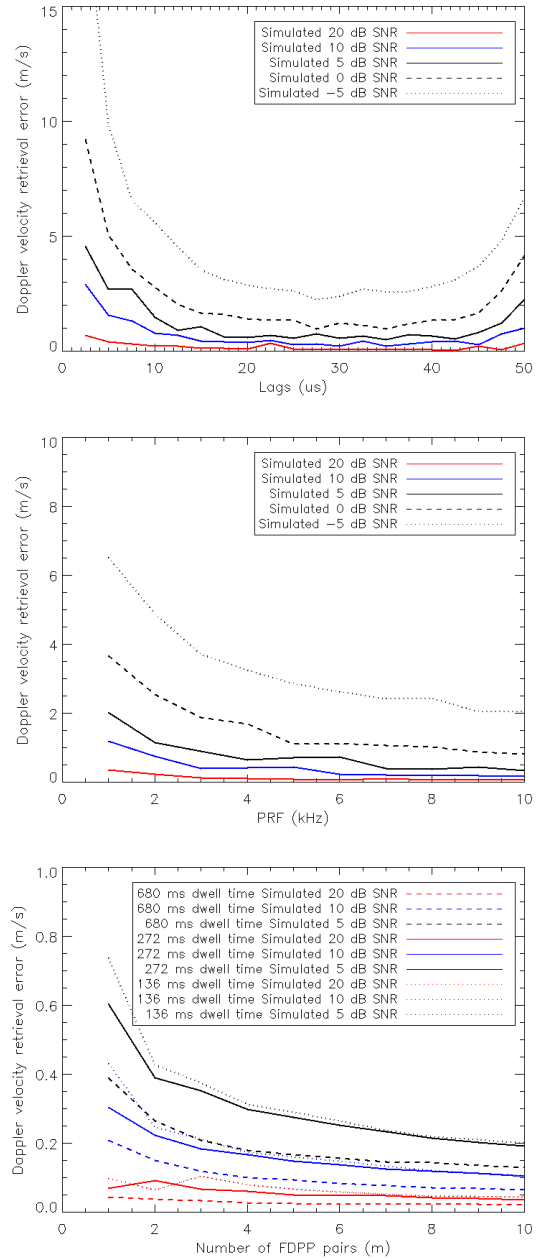 15
10
5
0
Doppler velocity retrieval error (m/s)
Simulated 20 dB SNR
Simulated 10 dB SNR
Simulated 5 dB SNR
Simulated 0 dB SNR
Simulated -5 dB SNR
0 10 20 30 40 50
Lags (us)
10
8
6
4
2
0
Doppler velocity retrieval error (m/s)
Simulated 20 dB SNR
Simulated 10 dB SNR
Simulated 5 dB SNR
Simulated 0 dB SNR
Simulated -5 dB SNR
0 2 4 6 8 10
PRF (kHz)
1.0
0.8
0.6
0.4
0.2
0.0
Doppler velocity retrieval error (m/s)
680 ms dwell time Simulated 20 dB SNR
680 ms dwell time Simulated 10 dB SNR
680 ms dwell time Simulated 5 dB SNR
272 ms dwell time Simulated 20 dB SNR
272 ms dwell time Simulated 10 dB SNR
272 ms dwell time Simulated 5 dB SNR
136 ms dwell time Simulated 20 dB SNR
136 ms dwell time Simulated 10 dB SNR
136 ms dwell time Simulated 5 dB SNR
0 2 4 6 8 10
Number of FDPP pairs (m)